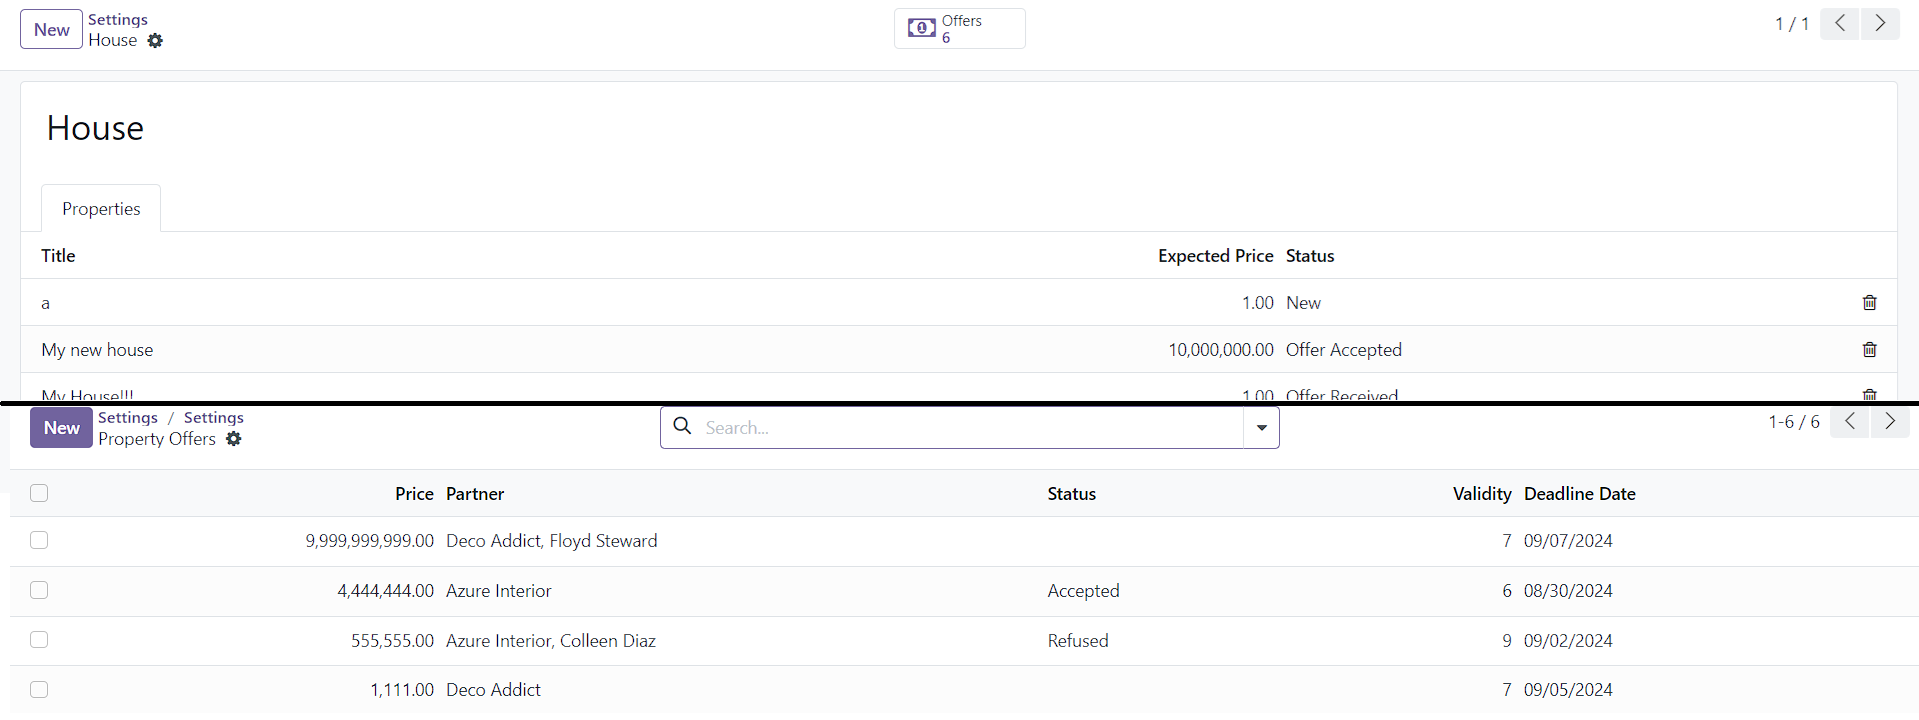 New
Settings
House
Offers
6
1 / 1
House
Properties
Title Expected Price Status
a 1.00 New
My new house 10,000,000.00 Offer Accepted
My House!!! 1.00 Offer Received
New
Settings / Settings
Property Offers
Search...
1-6 / 6
Price Partner Status Validity Deadline Date
9,999,999,999.00 Deco Addict, Floyd Steward 7 09/07/2024
4,444,444.00 Azure Interior Accepted 6 08/30/2024
555,555.00 Azure Interior, Colleen Diaz Refused 9 09/02/2024
1,111.00 Deco Addict 7 09/05/2024